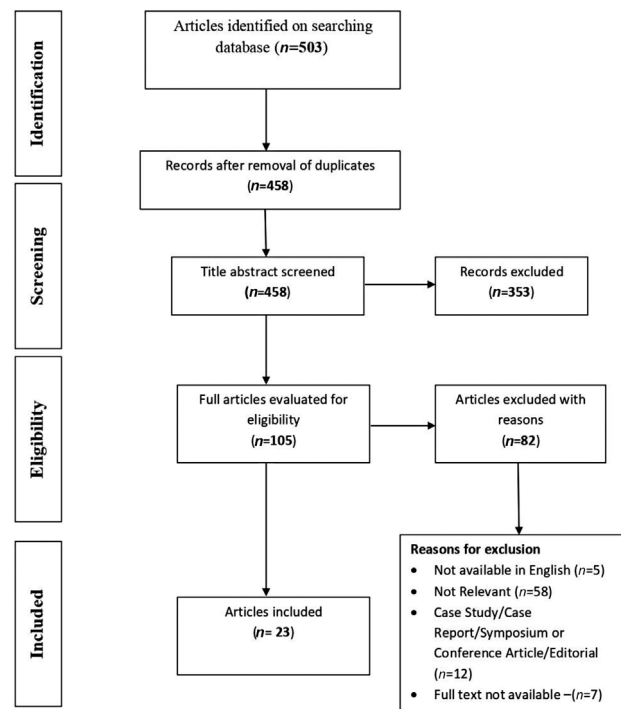 Identification
Articles identified on searching
database (n=503)
Records after removal of duplicates
(n=458)
Screening
Title abstract screened
(n=458)
Records excluded
(n=353)
Eligibility
Full articles evaluated for
eligibility
(n=105)
Articles excluded with
reasons
(n=82)
Included
Articles included
(n= 23)
Reasons for exclusion
• Not available in English (n=5)
• Not Relevant (n=58)
• Case Study/Case
Report/Symposium or
Conference Article/Editorial
(n=12)
• Full text not available –(n=7)